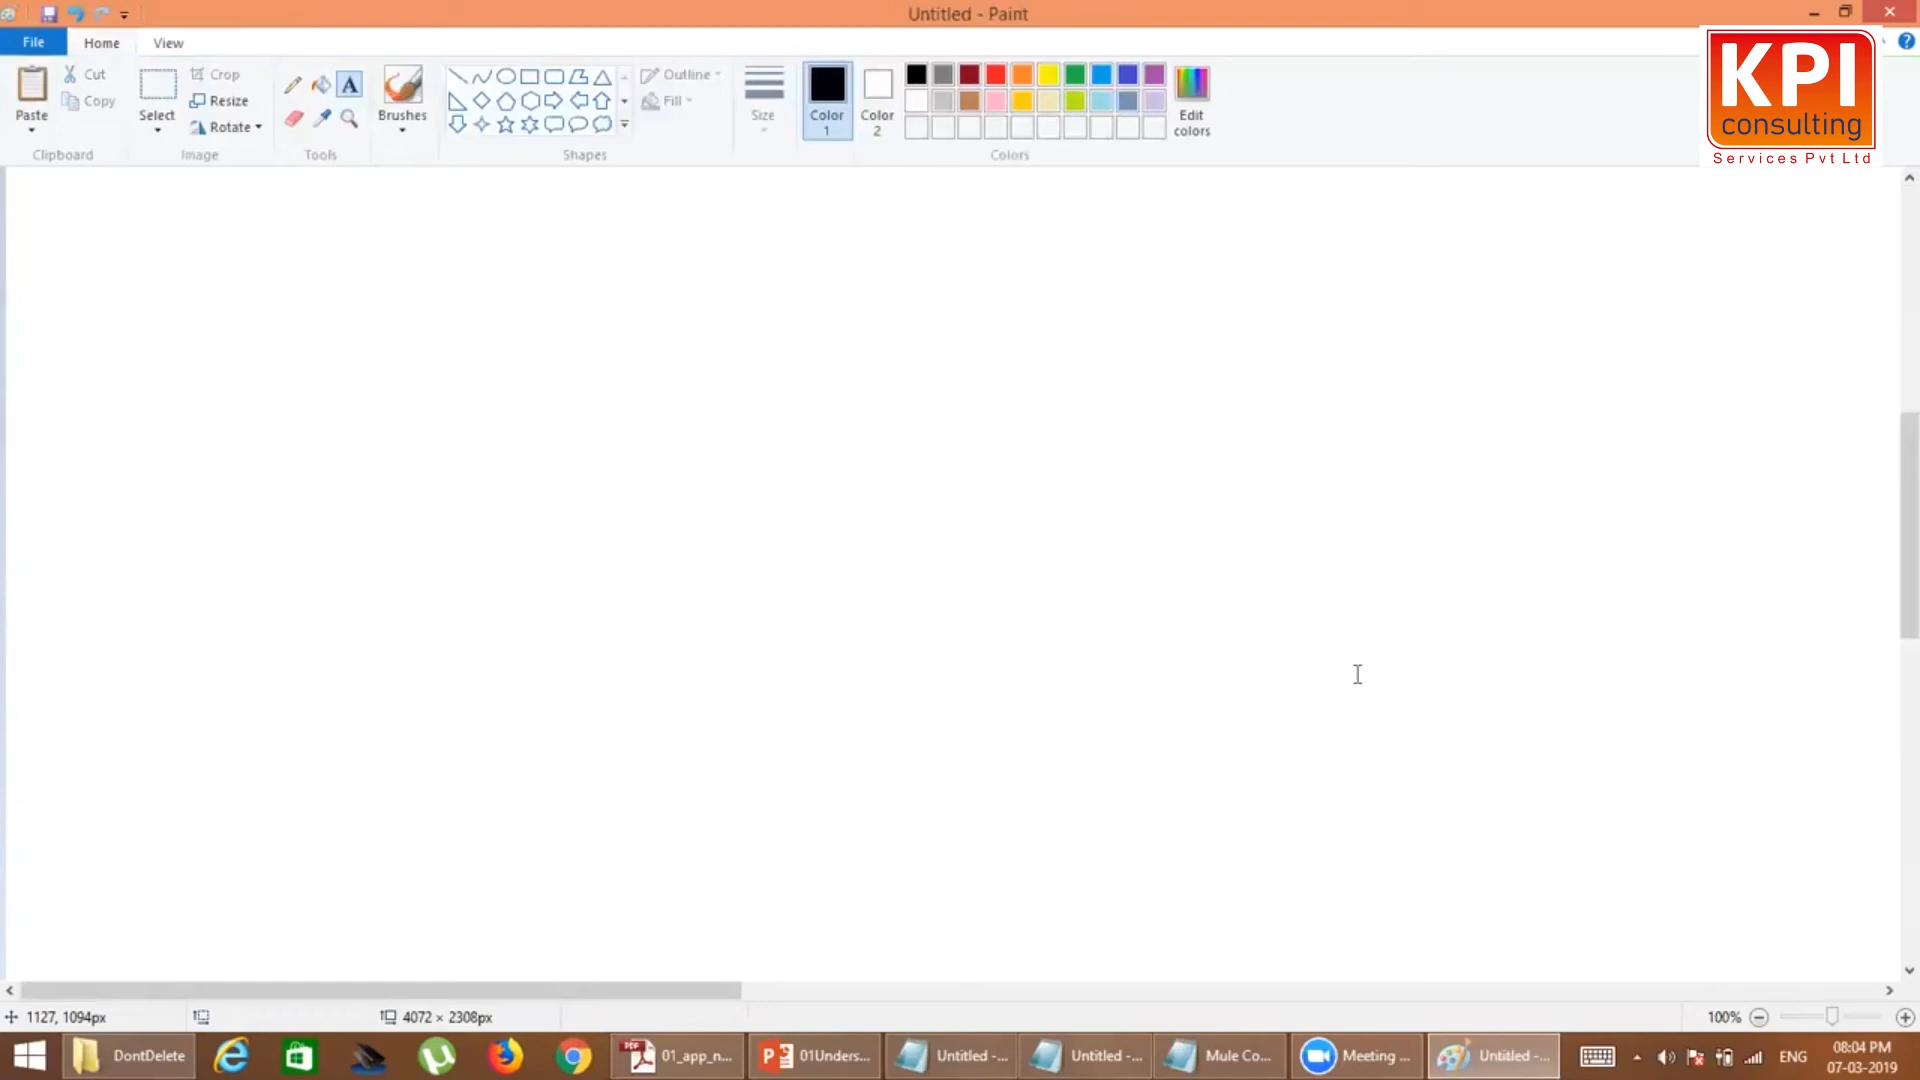 Untitled - Paint
File
Home
View
KPI
consulting
Services Pvt Ltd
Paste
Cut
Copy
Clipboard
Select
Crop
Resize
Rotate
Image
A
Tools
Brushes
Shapes
Outline
Fill
Size
Color
1
Color
2
Edit
colors
Colors
1127, 1094px
4072 × 2308px
100%
DontDelete
01_app_n...
01Unders...
Untitled -...
Untitled -...
Mule Co...
Meeting ...
Untitled -...
ENG
08:04 PM
07-03-2019